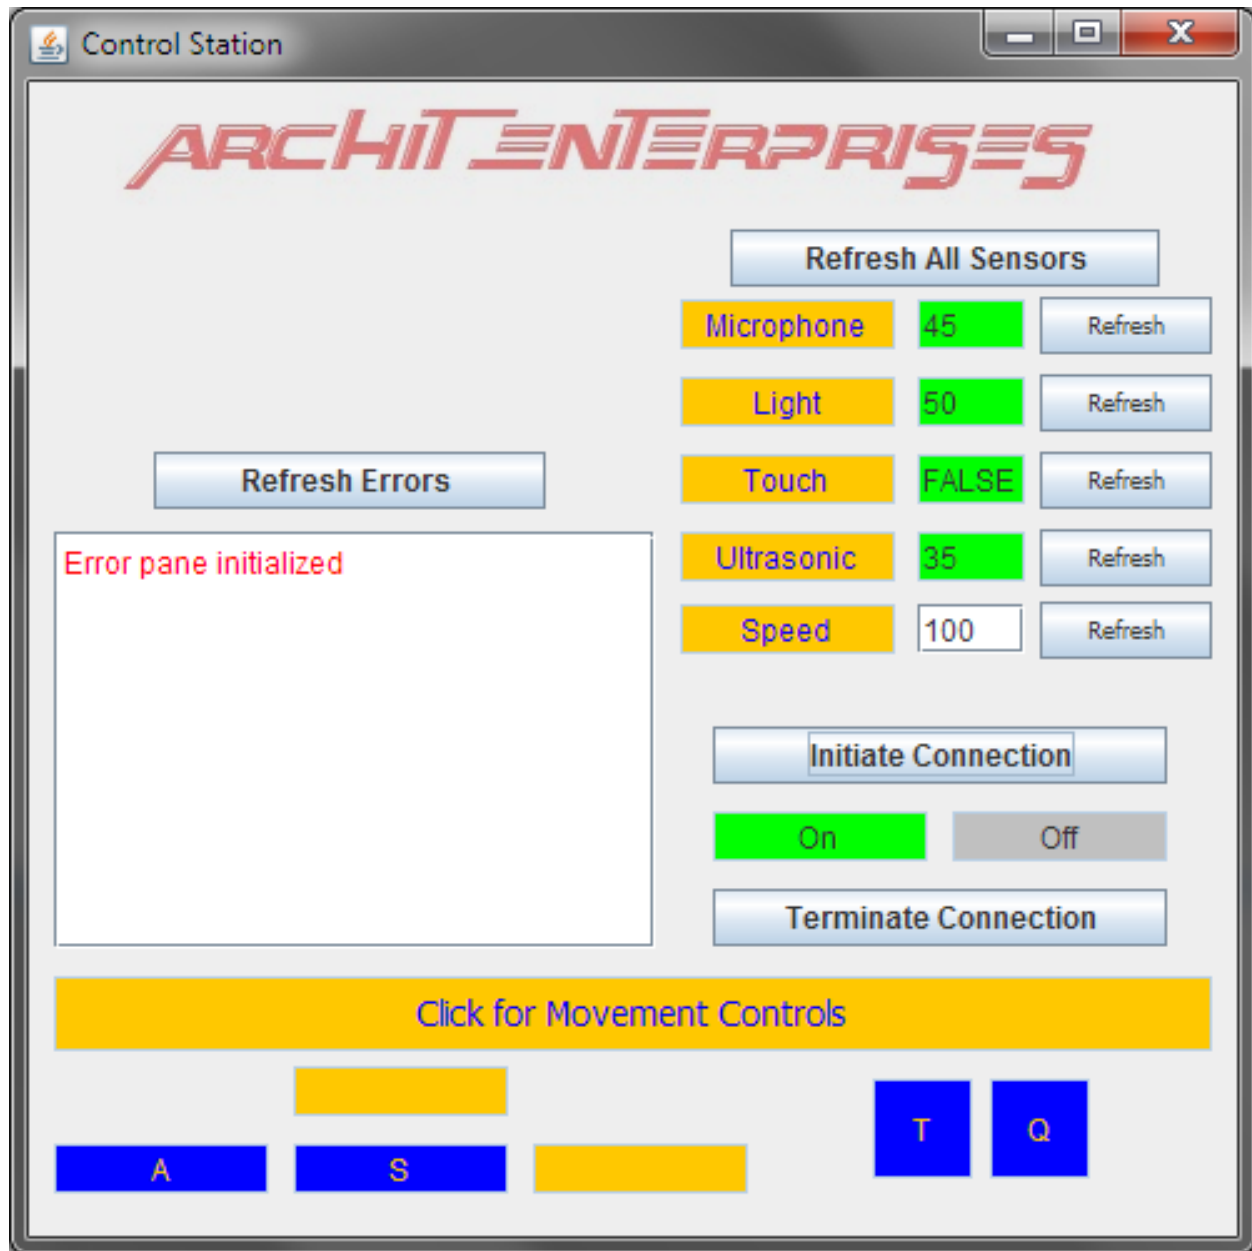 Control Station
ARCHIT ENTERPRISES
Refresh All Sensors
Microphone 45 Refresh
Light 50 Refresh
Refresh Errors
Touch FALSE Refresh
Error pane initialized
Ultrasonic 35 Refresh
Speed 100 Refresh
Initiate Connection
On Off
Terminate Connection
Click for Movement Controls
T Q
A S